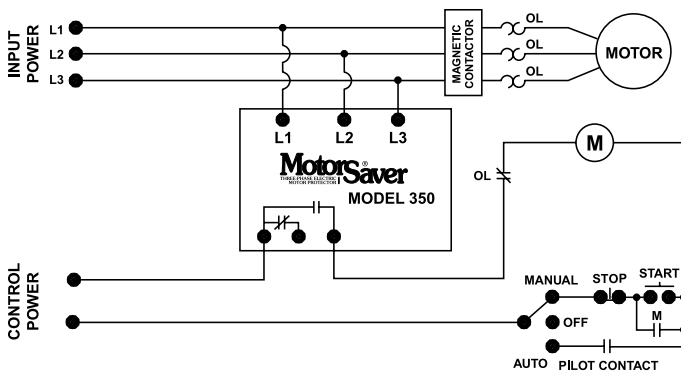 INPUT POWER
L1
L2
L3
MAGNETIC CONTACTOR
OL
OL
OL
MOTOR
L1 L2 L3
MotorSaver®
THREE-PHASE ELECTRIC
MOTOR PROTECTOR
MODEL 350
OL
M
CONTROL POWER
MANUAL STOP START
OFF
M
AUTO PILOT CONTACT